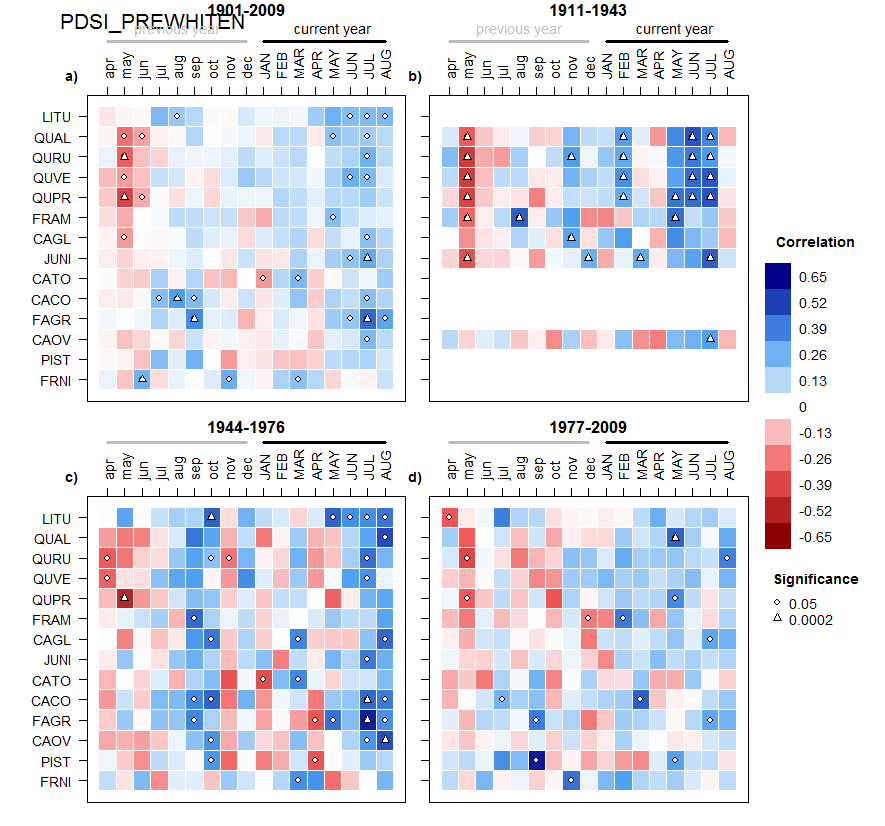 PDSI_PREWHITEN
1901-2009
previous year
current year
a)
apr may jun jul aug sep oct nov dec JAN FEB MAR APR MAY JUN JUL AUG
LITU
QUAL
QURU
QUVE
QUPR
FRAM
CAGL
JUNI
CATO
CACO
FAGR
CAOV
PIST
FRNI
1911-1943
previous year
current year
b)
apr may jun jul aug sep oct nov dec JAN FEB MAR APR MAY JUN JUL AUG
1944-1976
c)
apr may jun jul aug sep oct nov dec JAN FEB MAR APR MAY JUN JUL AUG
LITU
QUAL
QURU
QUVE
QUPR
FRAM
CAGL
JUNI
CATO
CACO
FAGR
CAOV
PIST
FRNI
1977-2009
d)
apr may jun jul aug sep oct nov dec JAN FEB MAR APR MAY JUN JUL AUG
Correlation
0.65
0.52
0.39
0.26
0.13
0
-0.13
-0.26
-0.39
-0.52
-0.65
Significance
0.05
0.0002